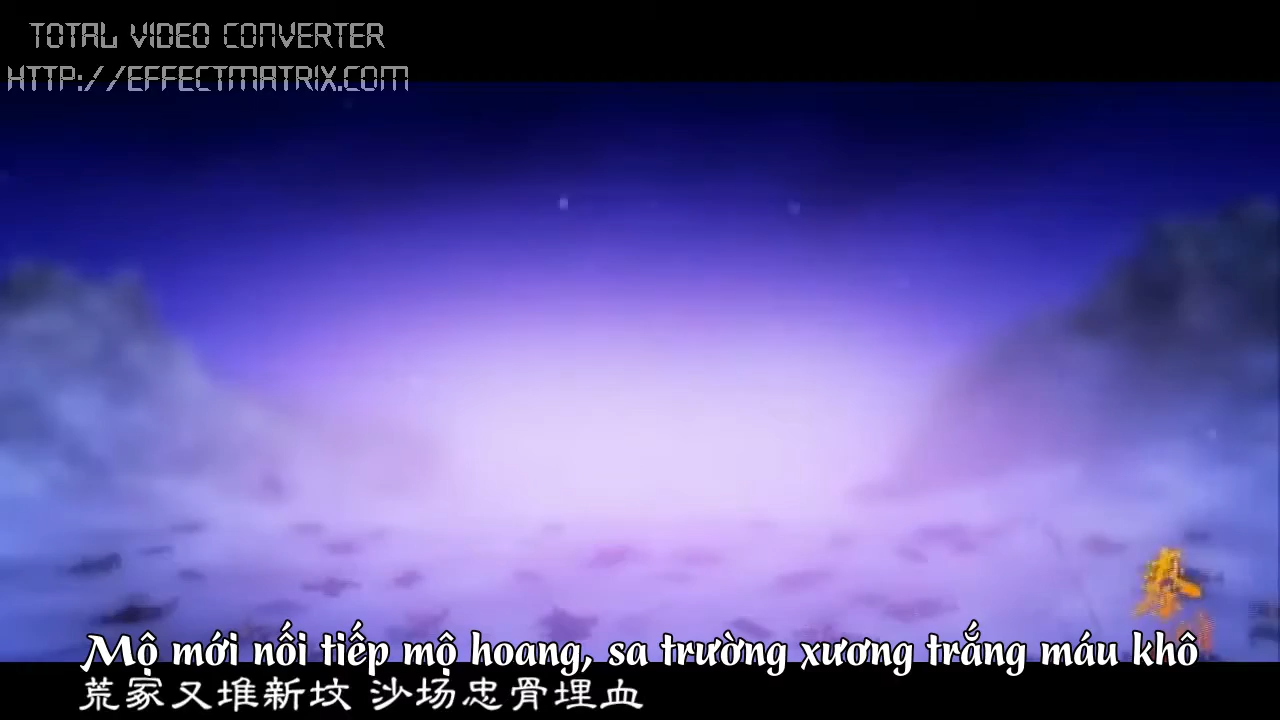 TOTAL VIDEO CONVERTER
HTTP://EFFECTMATRIX.COM
Mộ mới nối tiếp mộ hoang, sa trường xương trắng máu khô
荒冢又堆新坟 沙场忠骨埋血